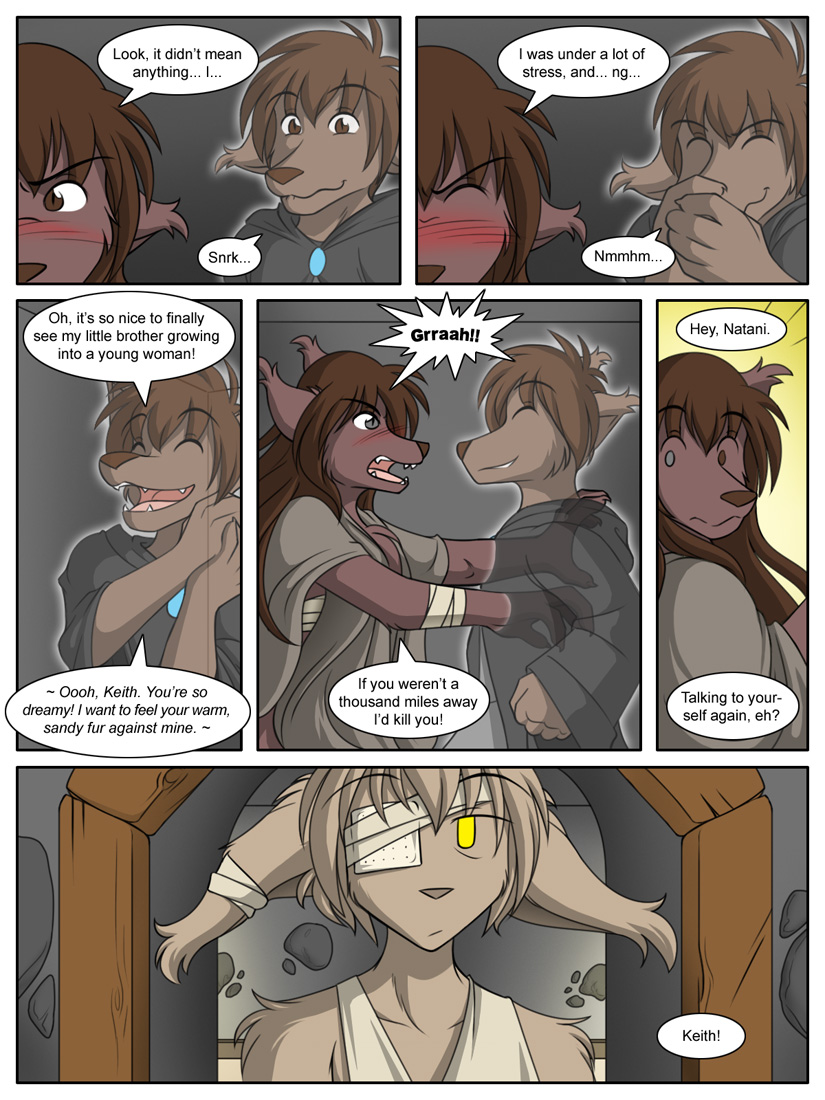 Look, it didn't mean
anything... I...
Snrk...
I was under a lot of
stress, and... ng...
Nmmhm...
Oh, it's so nice to finally
see my little brother growing
into a young woman!
~ Oooh, Keith. You're so
dreamy! I want to feel your warm,
sandy fur against mine. ~
Grraah!!
If you weren't a
thousand miles away
I'd kill you!
Hey, Natani.
Talking to your-
self again, eh?
Keith!